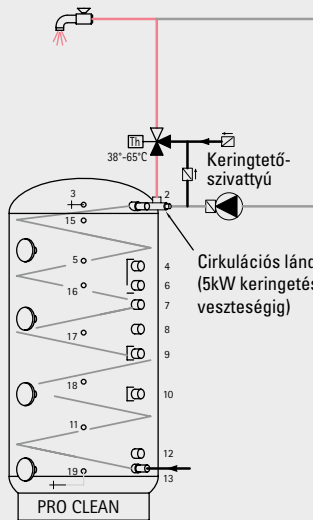 Th
38°-65°C
Keringtető-
szivattyú
3
2
15
Cirkulációs lánd
(5kW keringetés
veszteségig)
5
4
16
6
7
17
8
9
18
10
11
12
19
13
PRO CLEAN